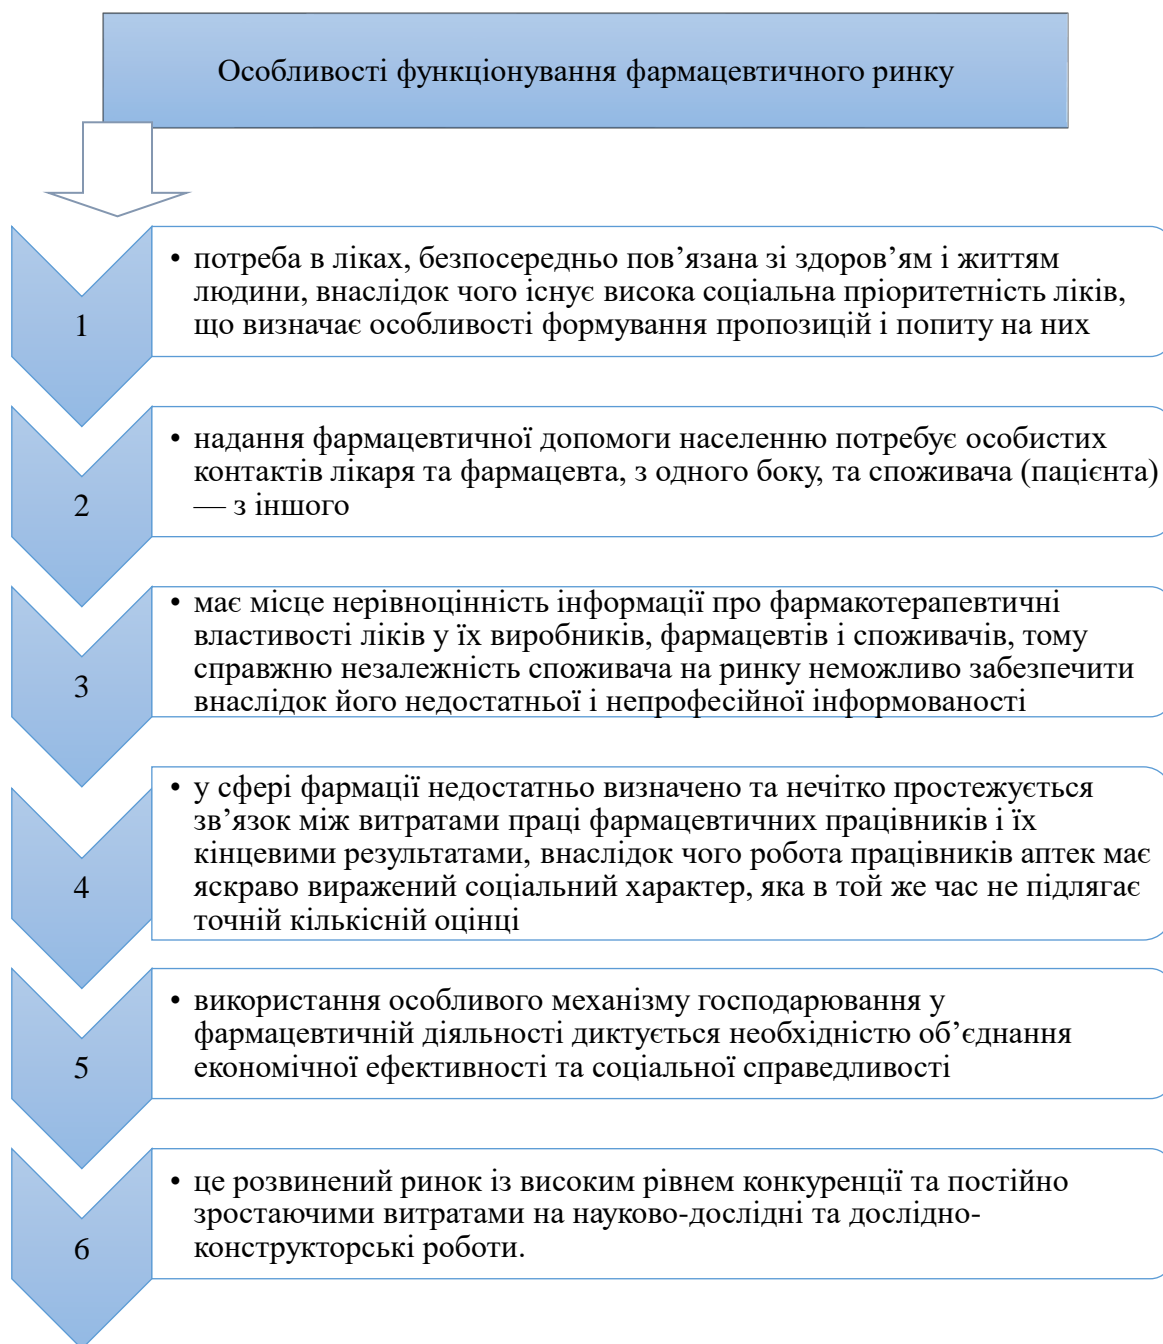 Особливості функціонування фармацевтичного ринку
1
• потреба в ліках, безпосередньо пов’язана зі здоров’ям і життям
людини, внаслідок чого існує висока соціальна пріоритетність ліків,
що визначає особливості формування пропозицій і попиту на них
2
• надання фармацевтичної допомоги населенню потребує особистих
контактів лікаря та фармацевта, з одного боку, та споживача (пацієнта)
— з іншого
3
• має місце нерівноцінність інформації про фармакотерапевтичні
властивості ліків у їх виробників, фармацевтів і споживачів, тому
справжню незалежність споживача на ринку неможливо забезпечити
внаслідок його недостатньої і непрофесійної інформованості
4
• у сфері фармації недостатньо визначено та нечітко простежується
зв’язок між витратами праці фармацевтичних працівників і їх
кінцевими результатами, внаслідок чого робота працівників аптек має
яскраво виражений соціальний характер, яка в той же час не підлягає
точній кількісній оцінці
5
• використання особливого механізму господарювання у
фармацевтичній діяльності диктується необхідністю об’єднання
економічної ефективності та соціальної справедливості
6
• це розвинений ринок із високим рівнем конкуренції та постійно
зростаючими витратами на науково-дослідні та дослідно-
конструкторські роботи.